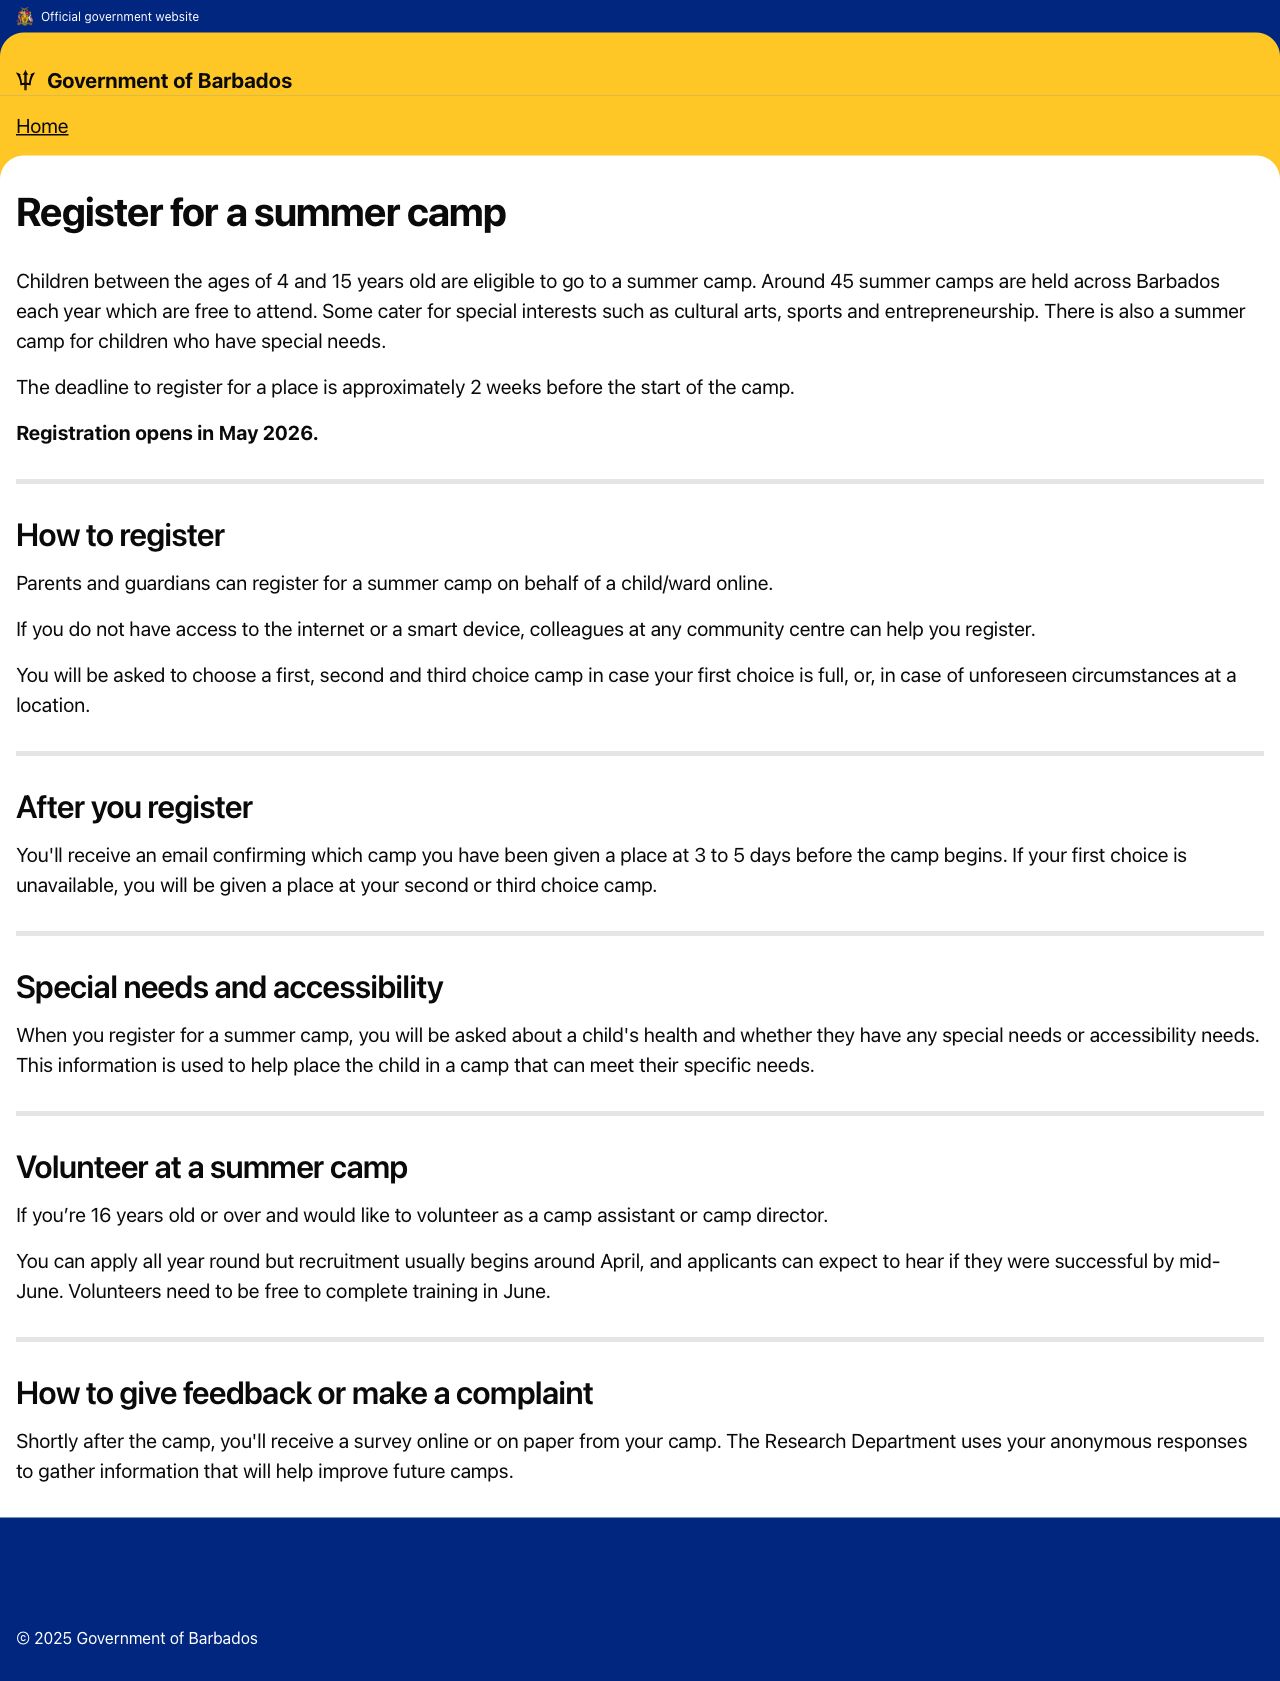 Official government website
Government of Barbados
Home
Register for a summer camp
Children between the ages of 4 and 15 years old are eligible to go to a summer camp. Around 45 summer camps are held across Barbados
each year which are free to attend. Some cater for special interests such as cultural arts, sports and entrepreneurship. There is also a summer
camp for children who have special needs.
The deadline to register for a place is approximately 2 weeks before the start of the camp.
Registration opens in May 2026.
How to register
Parents and guardians can register for a summer camp on behalf of a child/ward online.
If you do not have access to the internet or a smart device, colleagues at any community centre can help you register.
You will be asked to choose a first, second and third choice camp in case your first choice is full, or, in case of unforeseen circumstances at a
location.
After you register
You'll receive an email confirming which camp you have been given a place at 3 to 5 days before the camp begins. If your first choice is
unavailable, you will be given a place at your second or third choice camp.
Special needs and accessibility
When you register for a summer camp, you will be asked about a child's health and whether they have any special needs or accessibility needs.
This information is used to help place the child in a camp that can meet their specific needs.
Volunteer at a summer camp
If you’re 16 years old or over and would like to volunteer as a camp assistant or camp director.
You can apply all year round but recruitment usually begins around April, and applicants can expect to hear if they were successful by mid-
June. Volunteers need to be free to complete training in June.
How to give feedback or make a complaint
Shortly after the camp, you'll receive a survey online or on paper from your camp. The Research Department uses your anonymous responses
to gather information that will help improve future camps.
© 2025 Government of Barbados